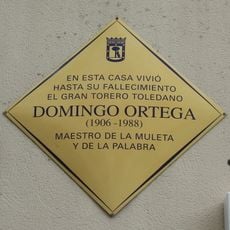 EN ESTA CASA VIVIÓ
HASTA SU FALLECIMIENTO
EL GRAN TORERO TOLEDANO
DOMINGO ORTEGA
(1906 -1988)
MAESTRO DE LA MULETA
Y DE LA PALABRA